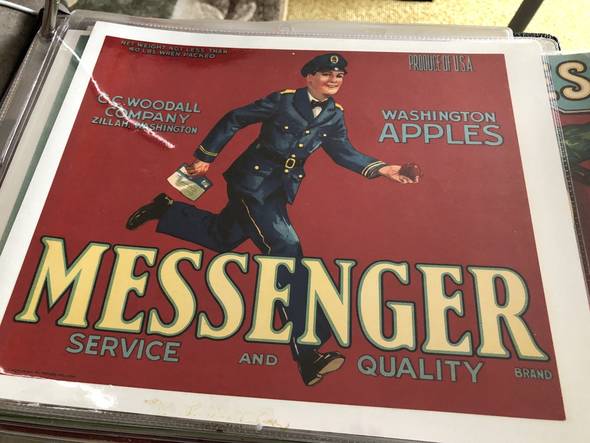 NET WEIGHT NOT LESS THAN
40 LBS. WHEN PACKED
PRODUCE OF U.S.A.
C.C. WOODALL
COMPANY
ZILLAH, WASHINGTON
WASHINGTON
APPLES
MESSENGER
SERVICE AND QUALITY BRAND
S